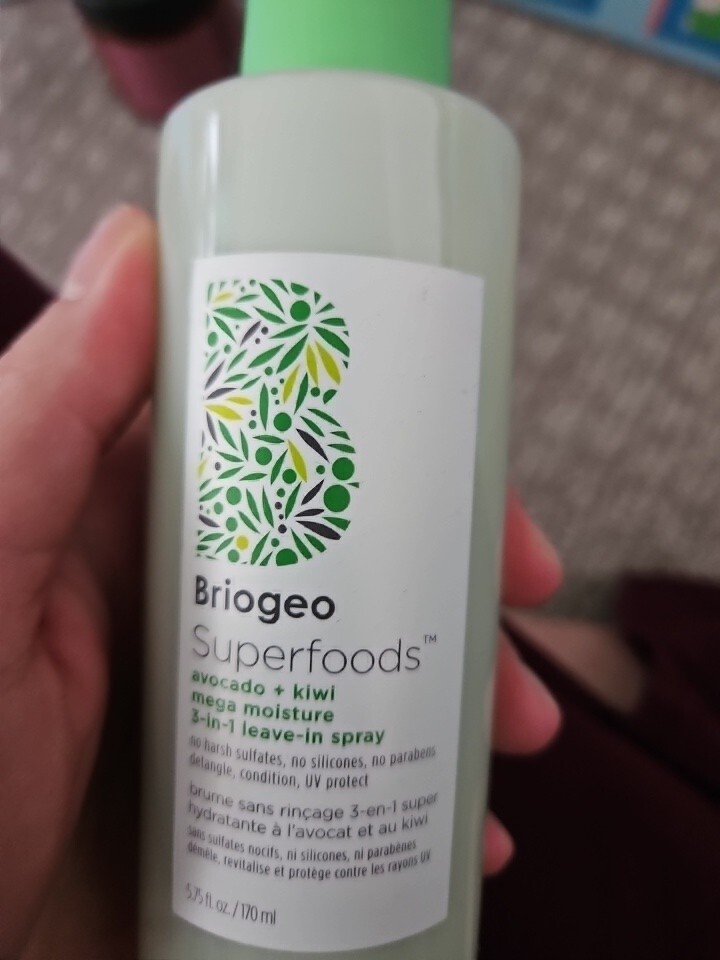 Briogeo
Superfoods™
avocado + kiwi
mega moisture
3-in-1 leave-in spray
no harsh sulfates, no silicones, no parabens
detangle, condition, UV protect
brume sans rinçage 3-en-1 super
hydratante à l'avocat et au kiwi
sans sulfates nocifs, ni silicones, ni parabènes
démêle, revitalise et protège contre les rayons UV
5.75 fl. oz. / 170 ml